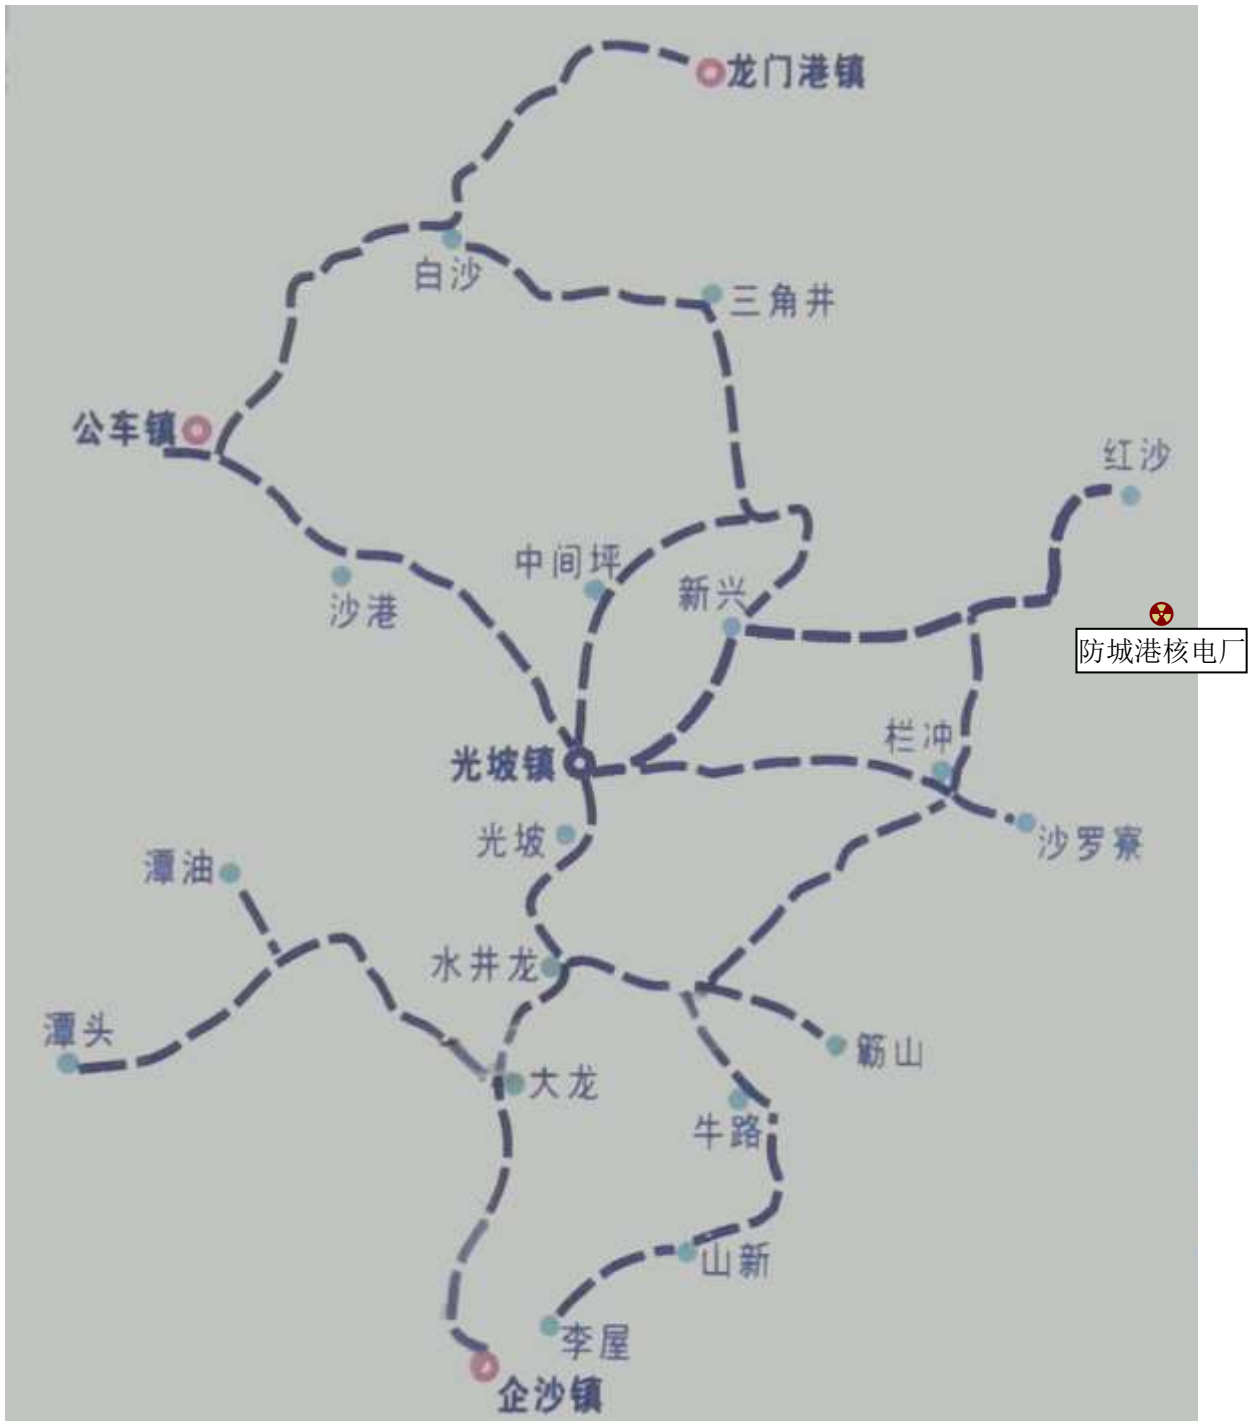 龙门港镇
白沙
三角井
公车镇
红沙
中间坪
新兴
沙港
防城港核电厂
栏冲
光坡镇
光坡
沙罗寮
潭油
水井龙
潭头
簕山
大龙
牛路
山新
李屋
企沙镇